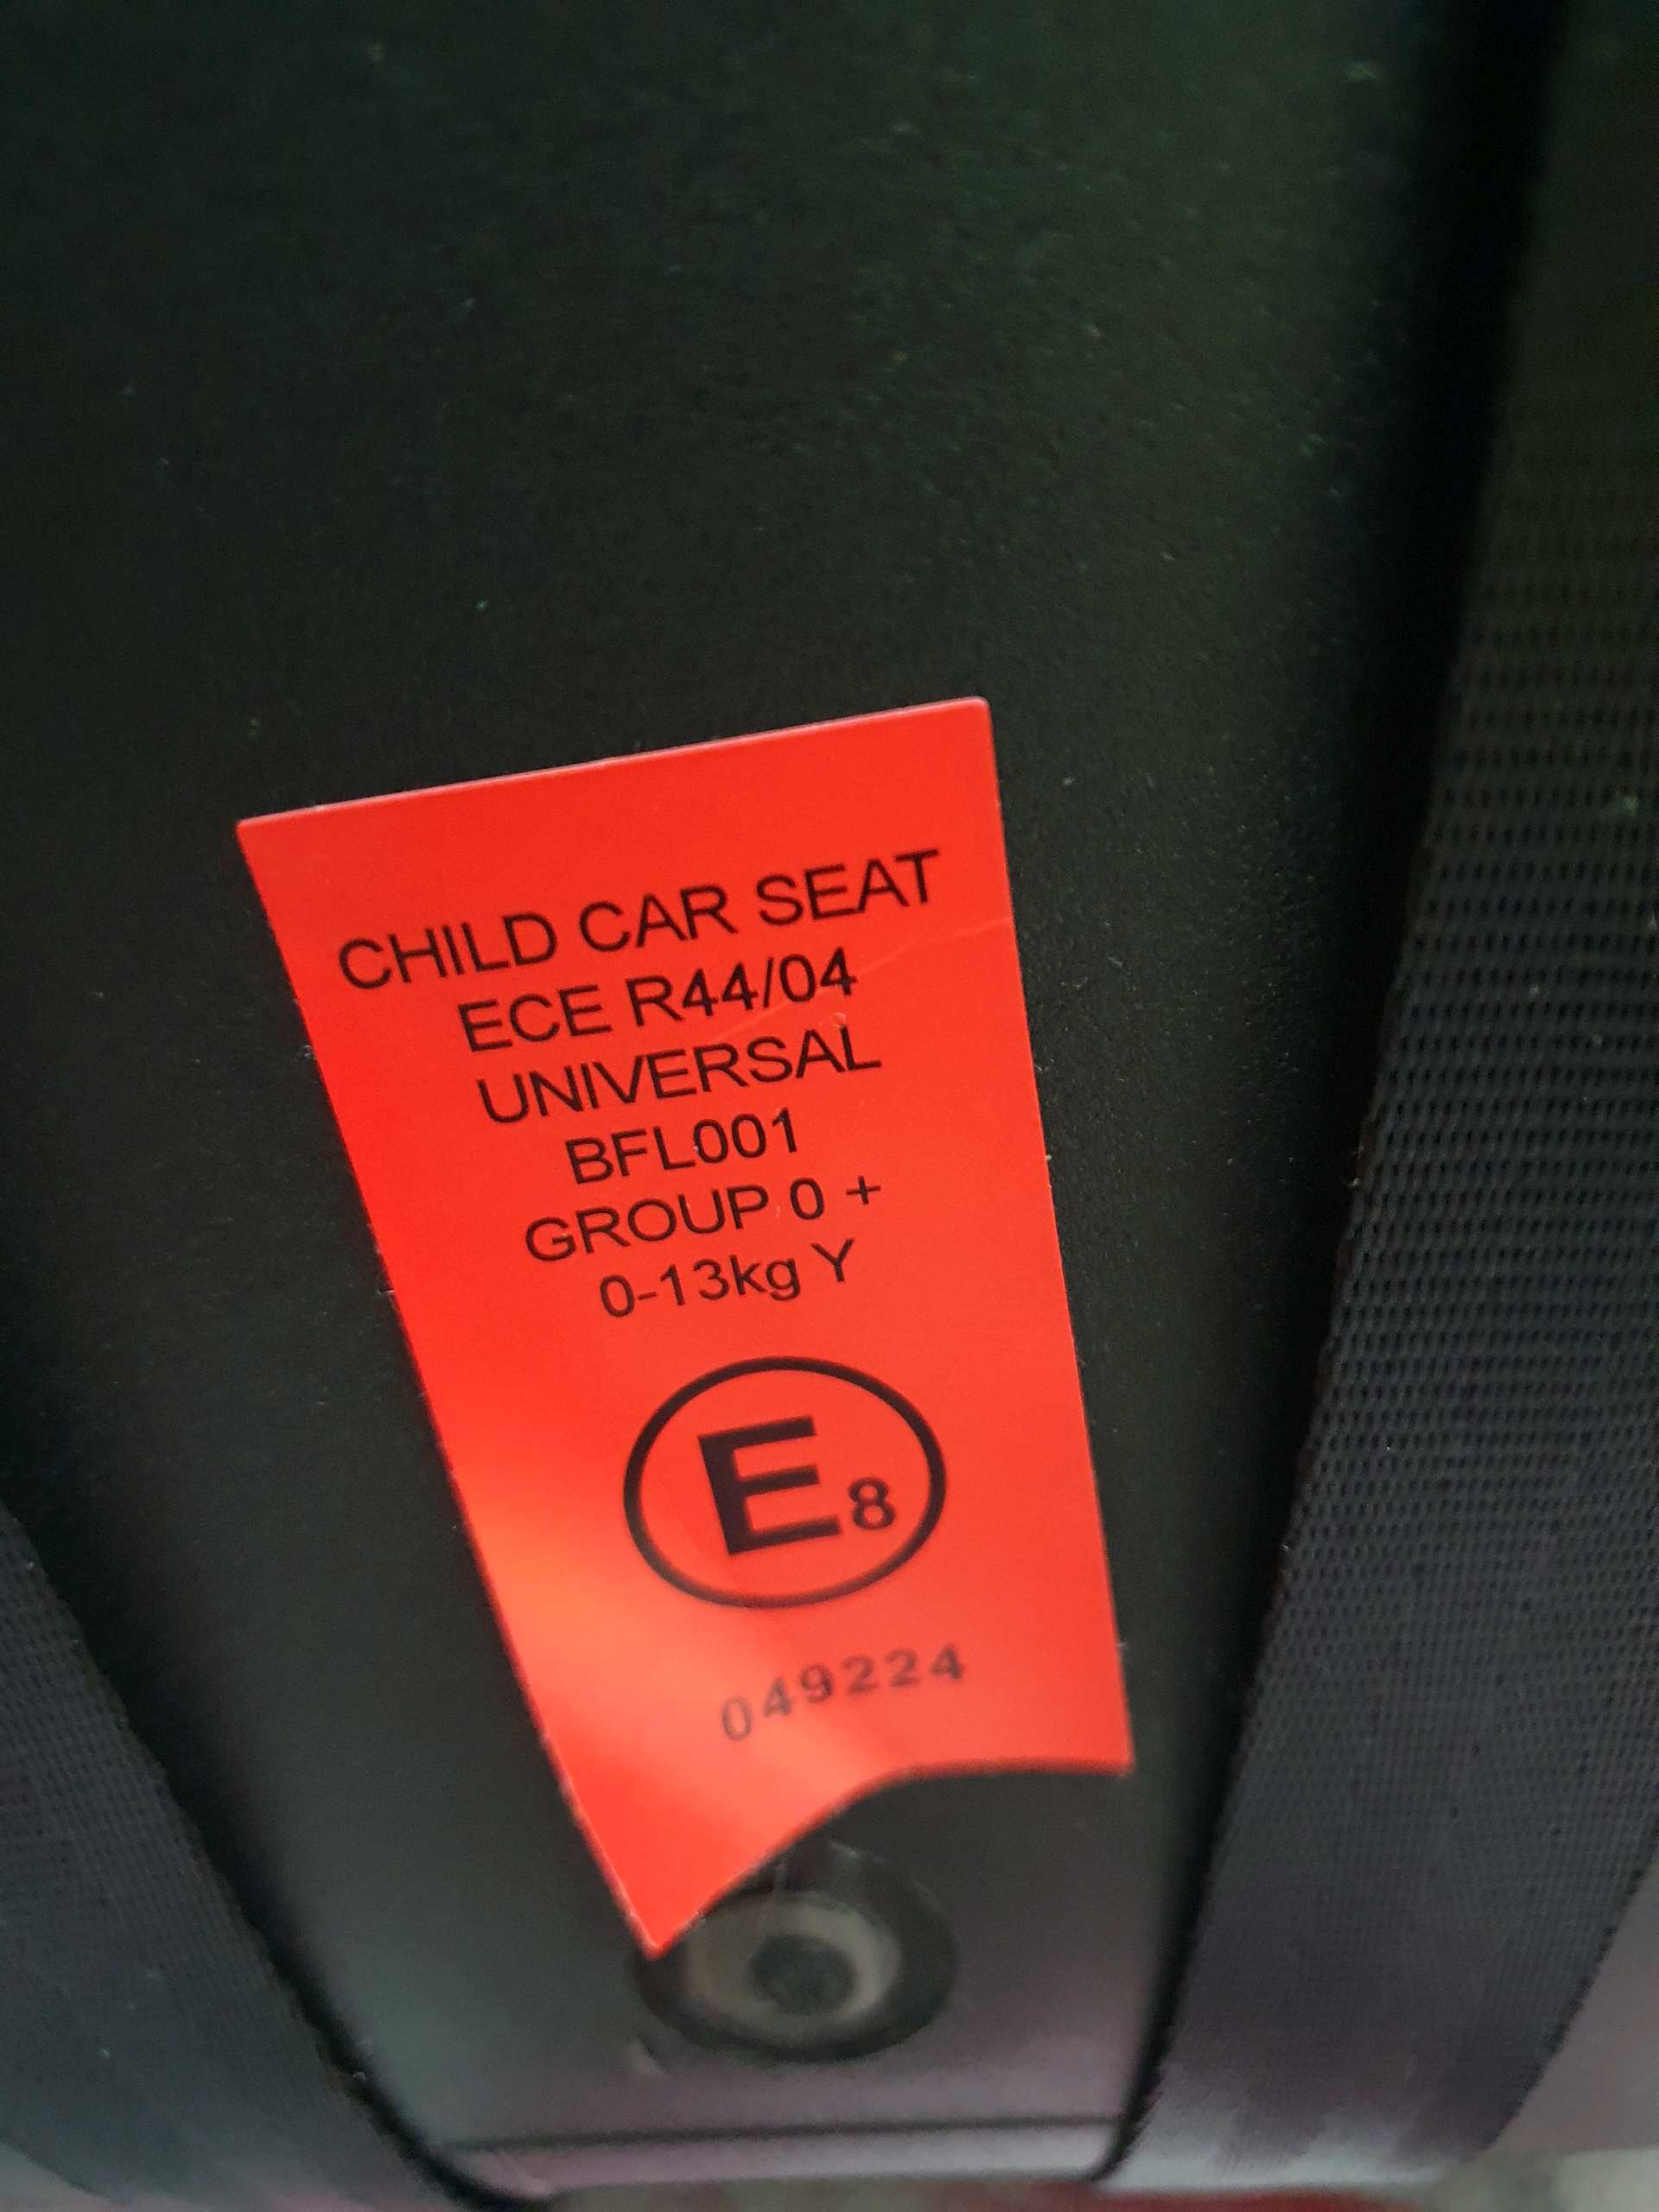 CHILD CAR SEAT
ECE R44/04
UNIVERSAL
BFL001
GROUP 0 +
0-13kg Y
E8
049224